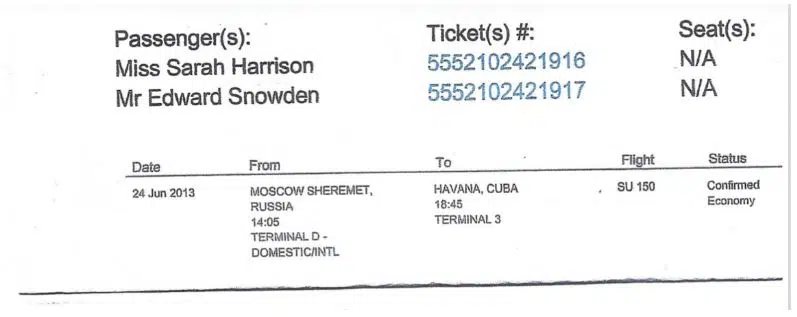 Passenger(s): Ticket(s) #: Seat(s):
Miss Sarah Harrison 5552102421916 N/A
Mr Edward Snowden 5552102421917 N/A
Date From To Flight Status
24 Jun 2013 MOSCOW SHEREMET, HAVANA, CUBA SU 150 Confirmed
RUSSIA 18:45 Economy
14:05 TERMINAL 3
TERMINAL D -
DOMESTIC/INTL